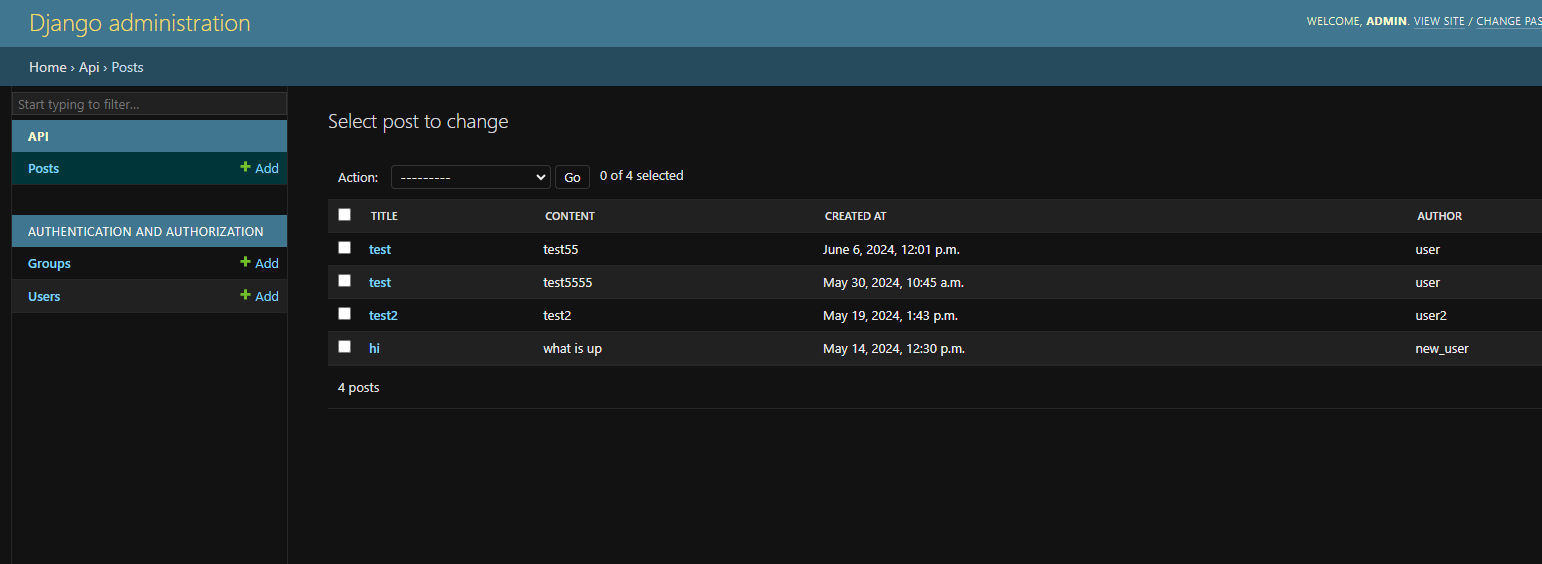 Django administration
WELCOME, ADMIN. VIEW SITE / CHANGE PAS
Home › Api › Posts
Start typing to filter...
API
Posts + Add
AUTHENTICATION AND AUTHORIZATION
Groups + Add
Users + Add
Select post to change
Action: --------- Go 0 of 4 selected
TITLE CONTENT CREATED AT AUTHOR
test test55 June 6, 2024, 12:01 p.m. user
test test5555 May 30, 2024, 10:45 a.m. user
test2 test2 May 19, 2024, 1:43 p.m. user2
hi what is up May 14, 2024, 12:30 p.m. new_user
4 posts